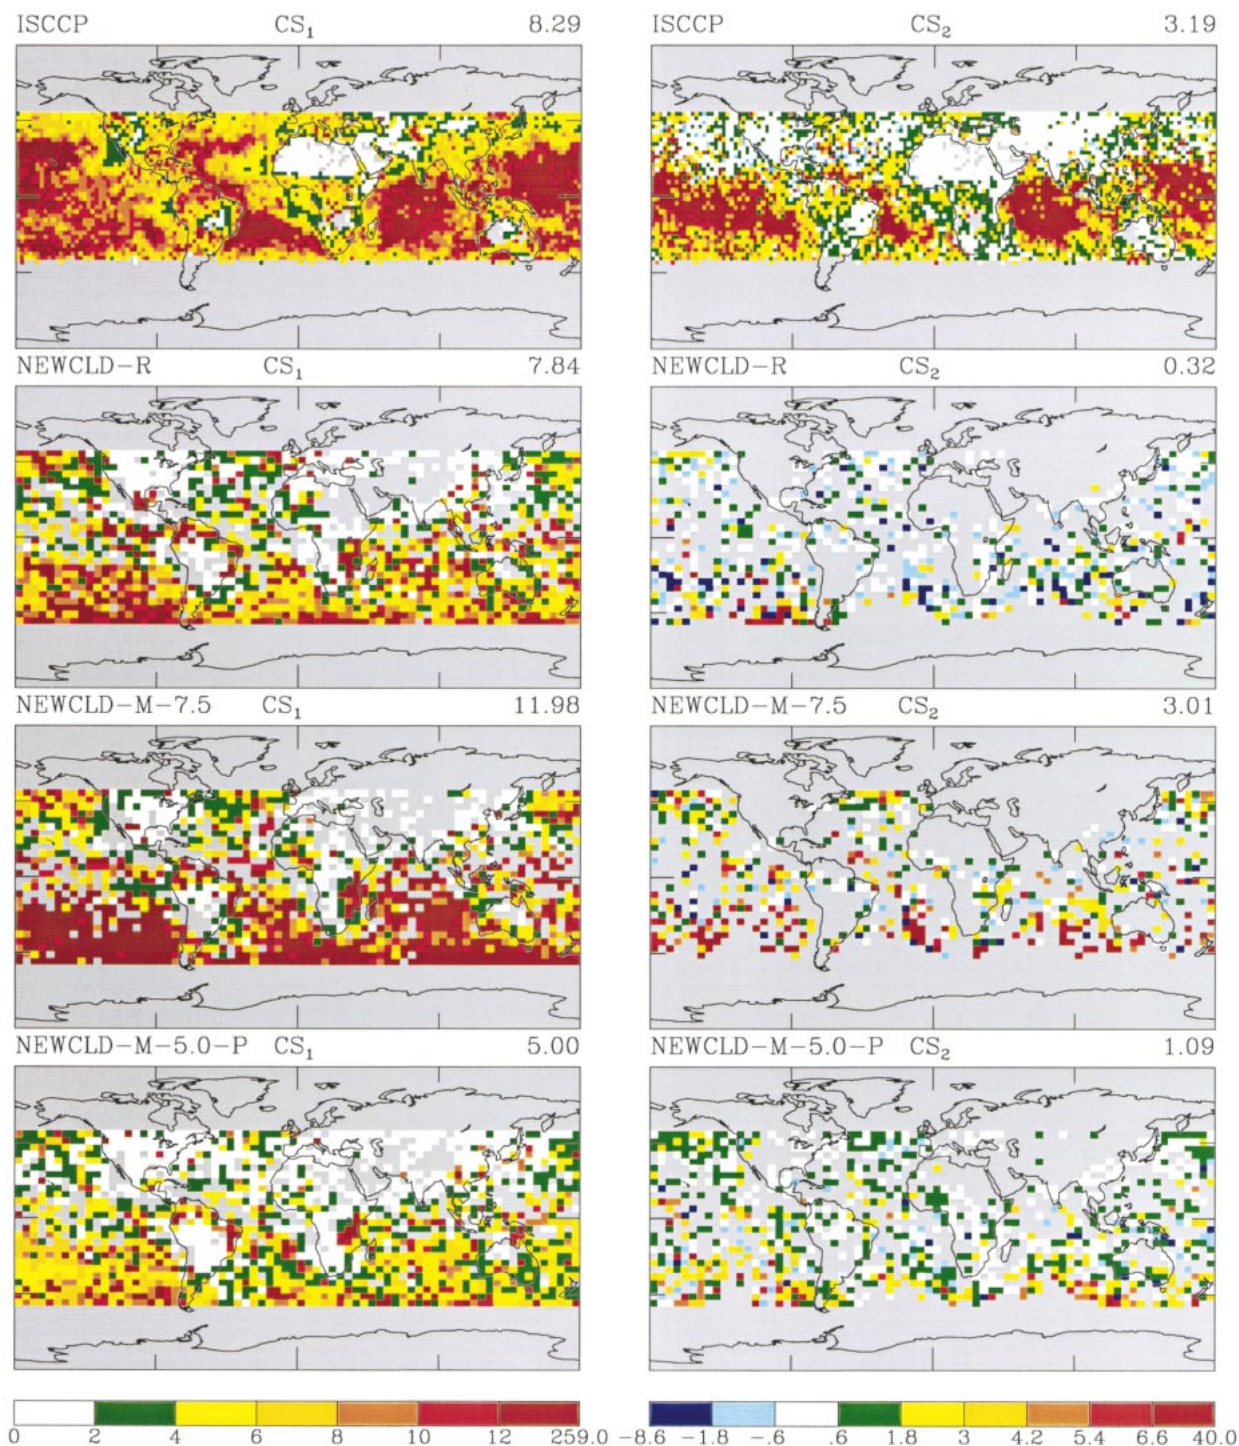 ISCCP CS₁ 8.29
ISCCP CS₂ 3.19
NEWCLD-R CS₁ 7.84
NEWCLD-R CS₂ 0.32
NEWCLD-M-7.5 CS₁ 11.98
NEWCLD-M-7.5 CS₂ 3.01
NEWCLD-M-5.0-P CS₁ 5.00
NEWCLD-M-5.0-P CS₂ 1.09
0 2 4 6 8 10 12 259.0
-8.6 -1.8 -.6 .6 1.8 3 4.2 5.4 6.6 40.0